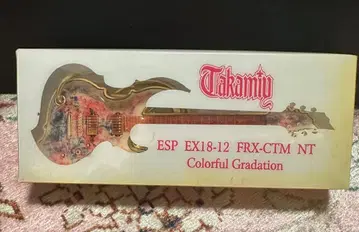 Takamiy
ESP EX18-12 FRX-CTM NT
Colorful Gradation